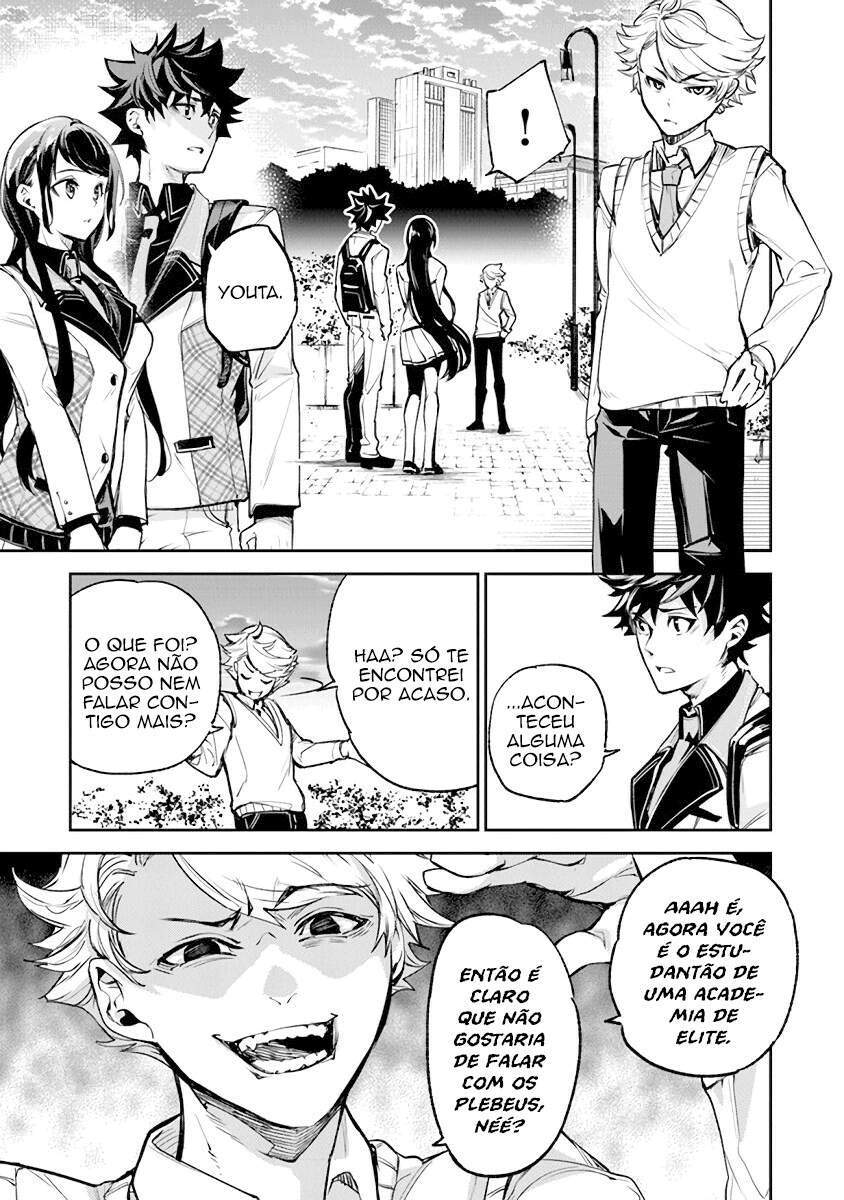 !
YOUTA.
...ACON-
TECEU
ALGUMA
COISA?
HAA? SÓ TE
ENCONTREI
POR ACASO.
O QUE FOI?
AGORA NÃO
POSSO NEM
FALAR CON-
TIGO MAIS?
AAAH É,
AGORA VOCÊ
É O ESTU-
DANTÃO DE
UMA ACADE-
MIA DE
ELITE.
ENTÃO É
CLARO
QUE NÃO
GOSTARIA
DE FALAR
COM OS
PLEBEUS,
NÉÉ?